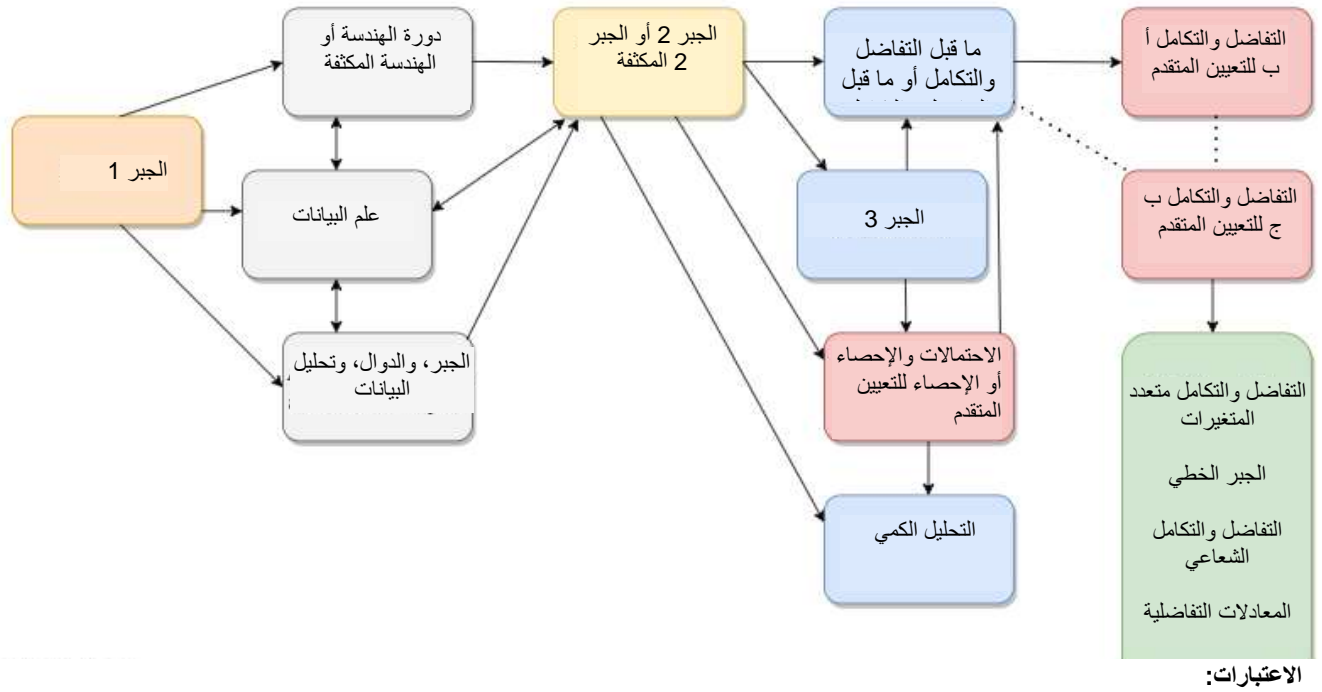 الجبر 1
دورة الهندسة أو
الهندسة المكثفة
علم البيانات
الجبر, والدوال، وتحليل
البيانات
الجبر 2 أو الجبر
2 المكثفة
ما قبل التفاضل
والتكامل أو ما قبل
الجبر 3
الاحتمالات والإحصاء
أو الإحصاء للتعيين
المتقدم
التحليل الكمي
التفاضل والتكامل أ
ب للتعيين المتقدم
التفاضل والتكامل ب
ج للتعيين المتقدم
التفاضل والتكامل متعدد
المتغيرات
الجبر الخطي
التفاضل والتكامل
الشعاعي
المعادلات التفاضلية
الاعتبارات: